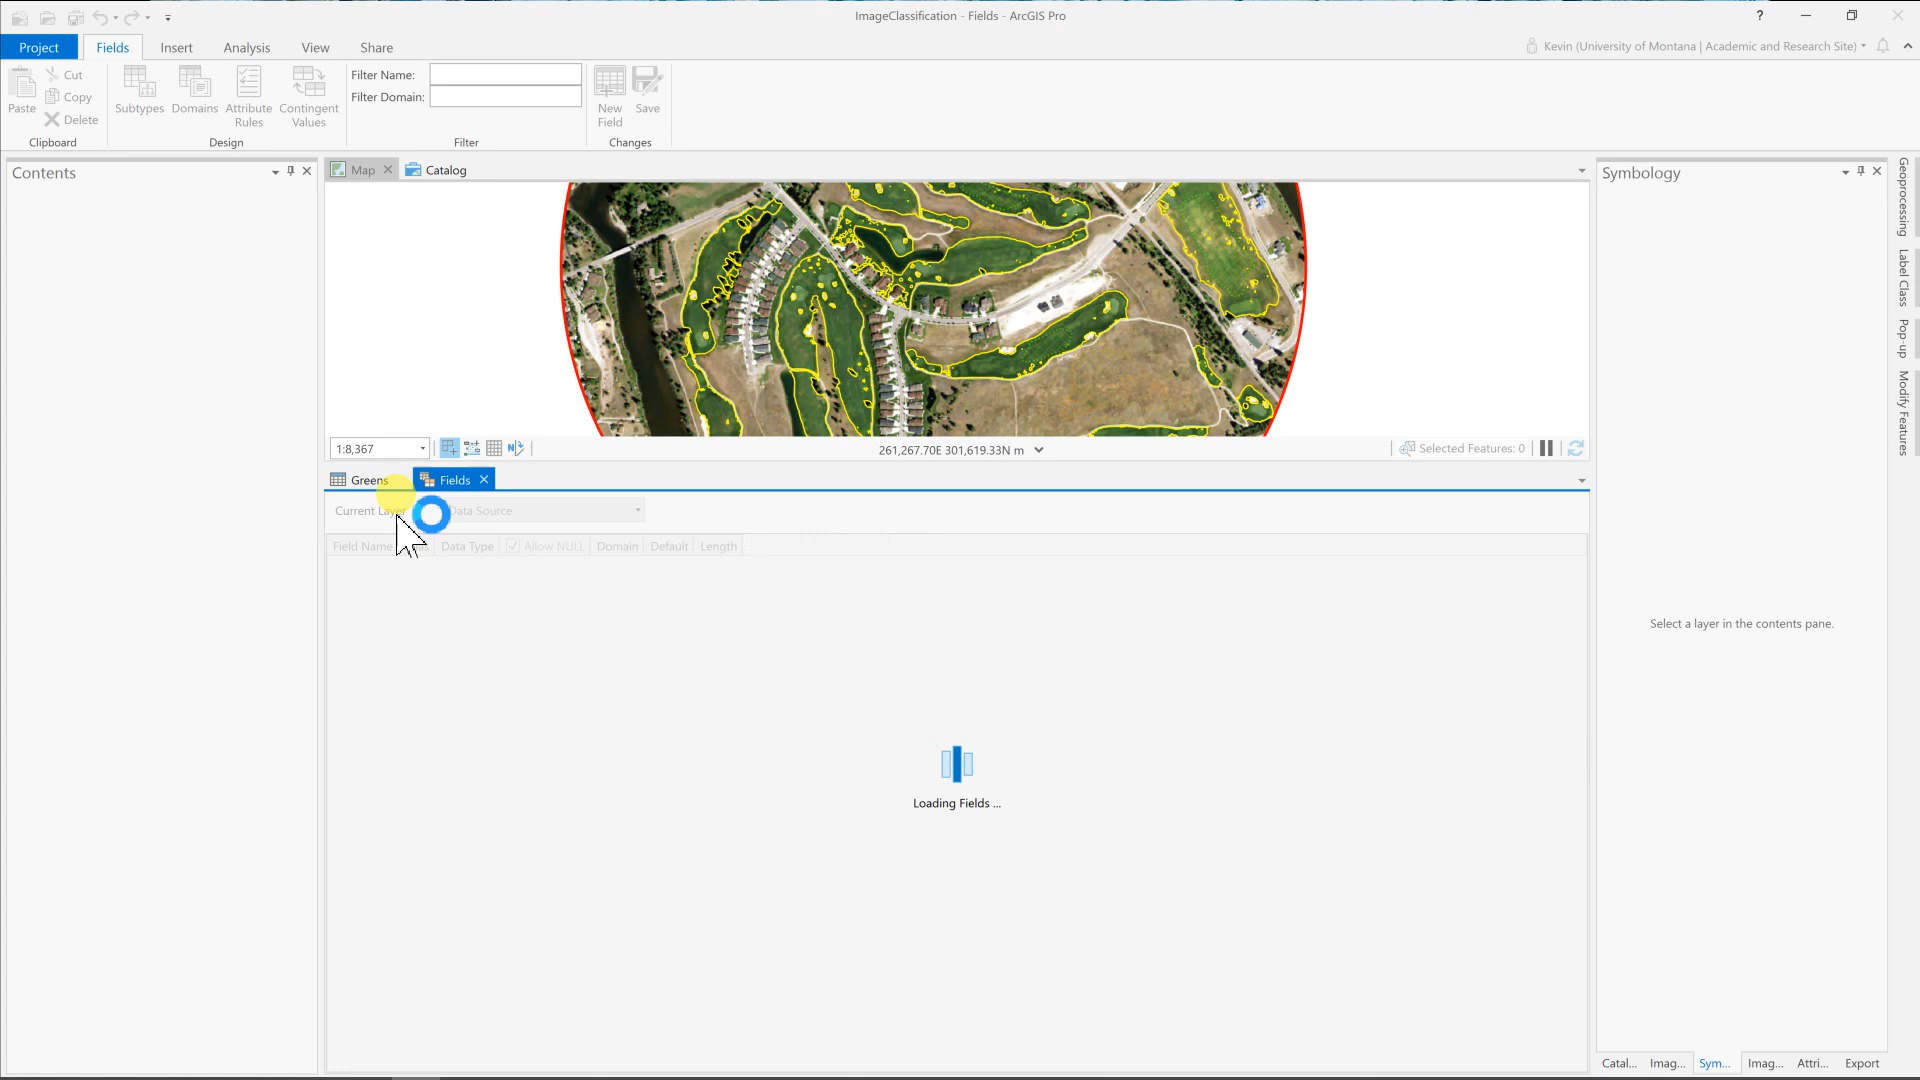 ImageClassification - Fields - ArcGIS Pro
?
Project
Fields
Insert
Analysis
View
Share
Kevin (University of Montana | Academic and Research Site)
Paste
Cut
Copy
Delete
Clipboard
Subtypes
Domains
Attribute
Rules
Contingent
Values
Design
Filter Name:
Filter Domain:
Filter
New
Field
Save
Changes
Contents
Map
Catalog
Symbology
1:8,367
261,267.70E 301,619.33N m
Selected Features: 0
Greens
Fields
Current Layer
Data Source
Field Name
Data Type
Allow NULL
Domain
Default
Length
Loading Fields ...
Select a layer in the contents pane.
Geoprocessing
Label Class
Pop-up
Modify Features
Catal...
Imag...
Sym...
Imag...
Attri...
Export